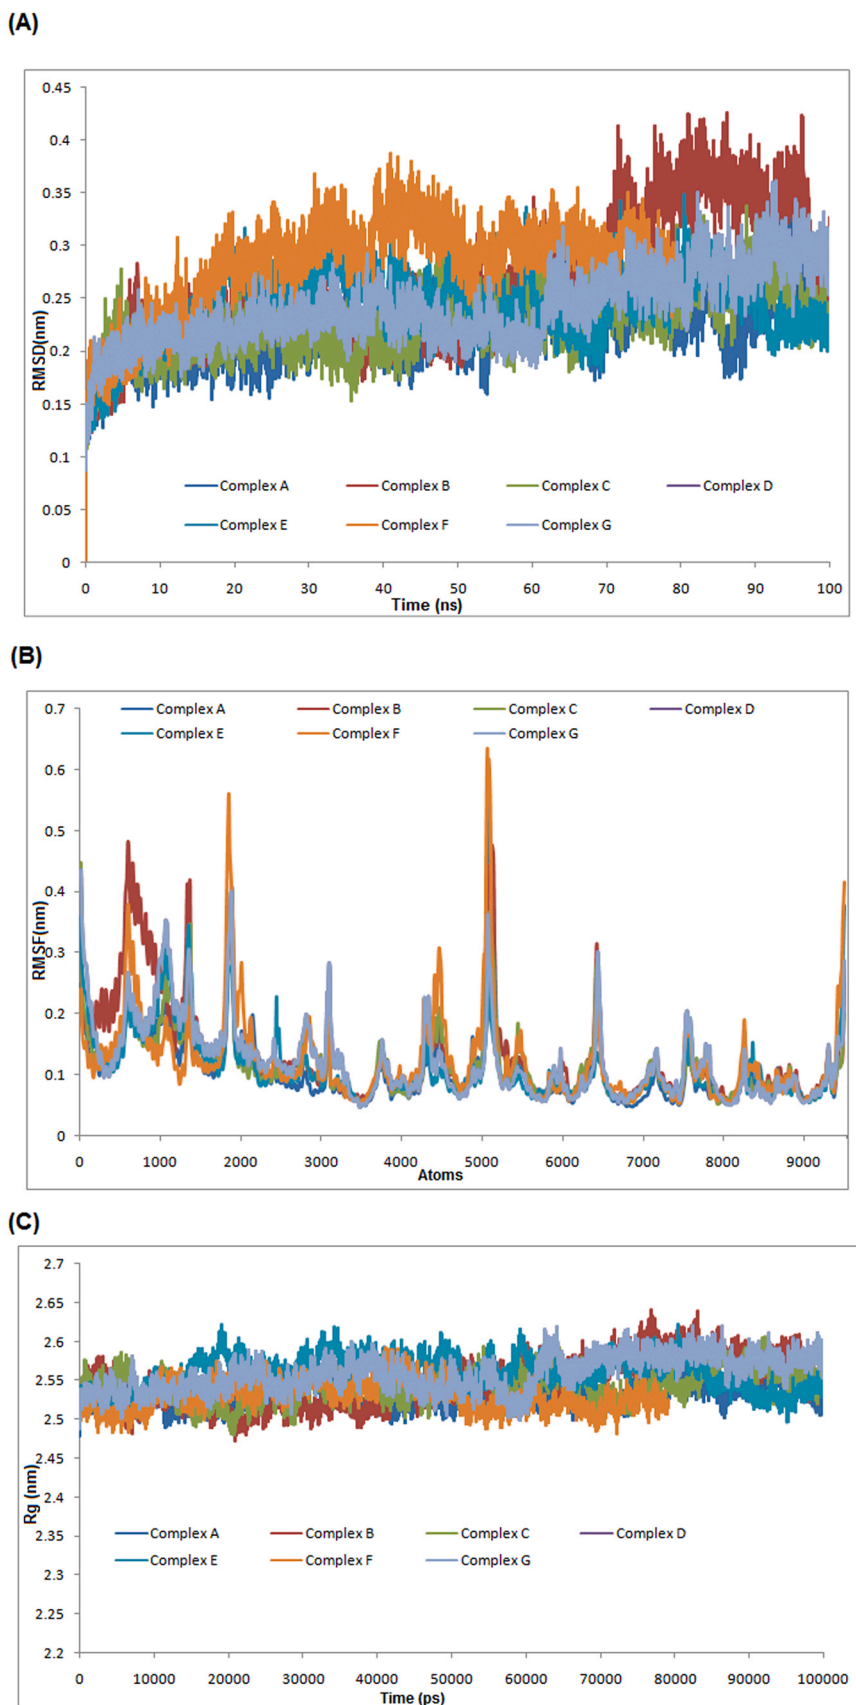 (A)
0.45
0.4
0.35
0.3
0.25
0.2
0.15
0.1
0.05
0
RMSD(nm)
Complex A Complex B Complex C Complex D
Complex E Complex F Complex G
0 10 20 30 40 50 60 70 80 90 100
Time (ns)
(B)
0.7
0.6
0.5
0.4
0.3
0.2
0.1
0
RMSF(nm)
Complex A Complex B Complex C Complex D
Complex E Complex F Complex G
0 1000 2000 3000 4000 5000 6000 7000 8000 9000
Atoms
(C)
2.7
2.65
2.6
2.55
2.5
2.45
2.4
2.35
2.3
2.25
2.2
Rg (nm)
Complex A Complex B Complex C Complex D
Complex E Complex F Complex G
0 10000 20000 30000 40000 50000 60000 70000 80000 90000 100000
Time (ps)